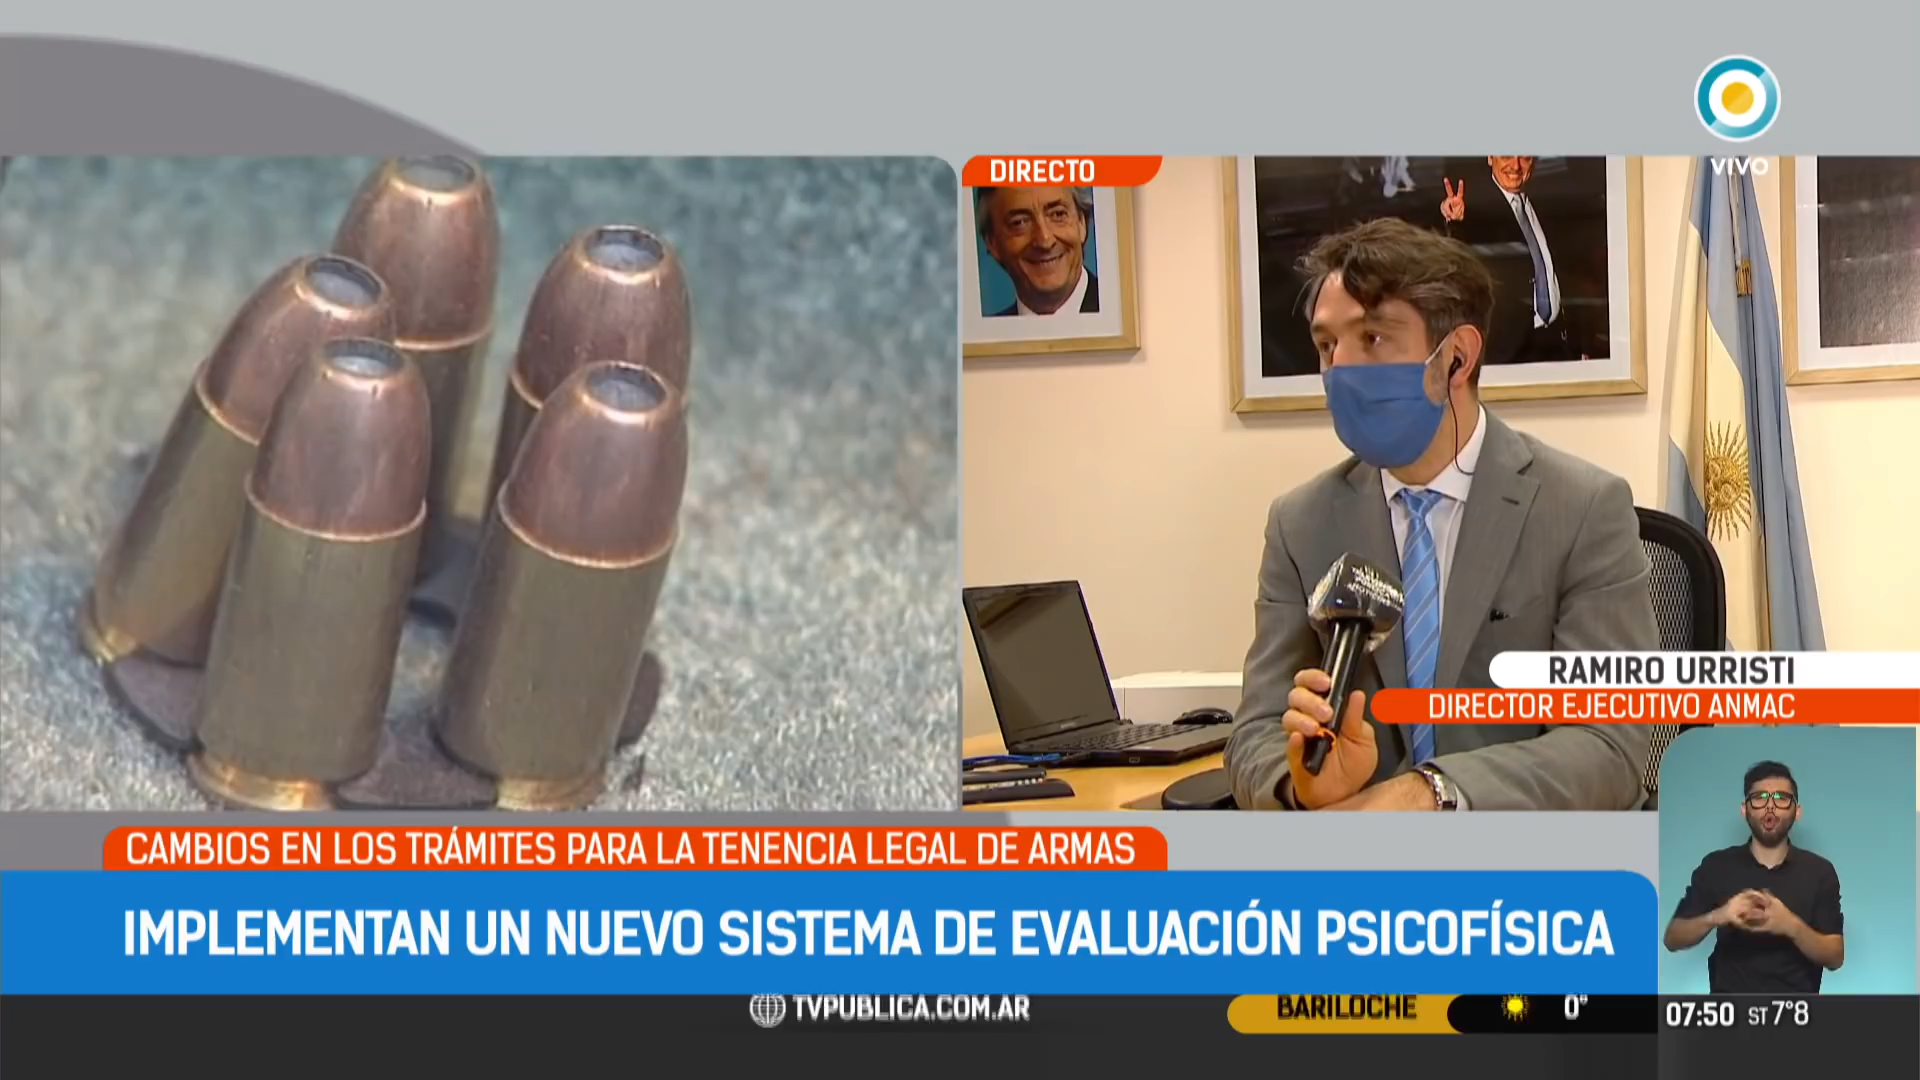 VIVO
DIRECTO
RAMIRO URRISTI
DIRECTOR EJECUTIVO ANMAC
CAMBIOS EN LOS TRÁMITES PARA LA TENENCIA LEGAL DE ARMAS
IMPLEMENTAN UN NUEVO SISTEMA DE EVALUACIÓN PSICOFÍSICA
TVPUBLICA.COM.AR
BARILOCHE 0°
07:50 ST 7°8